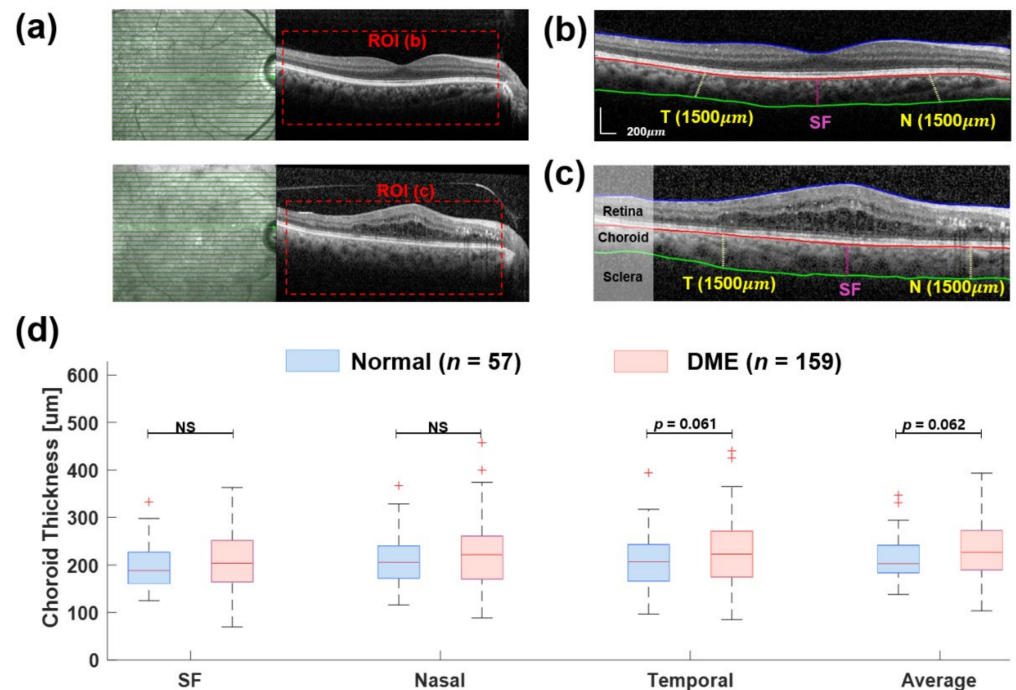 (a)
ROI (b)
ROI (c)
(b)
T (1500μm)
SF
N (1500μm)
200μm
(c)
Retina
Choroid
Sclera
T (1500μm)
SF
N (1500μm)
(d)
Normal (n = 57)
DME (n = 159)
Choroid Thickness [um]
600
500
400
300
200
100
0
NS
NS
p = 0.061
p = 0.062
SF
Nasal
Temporal
Average